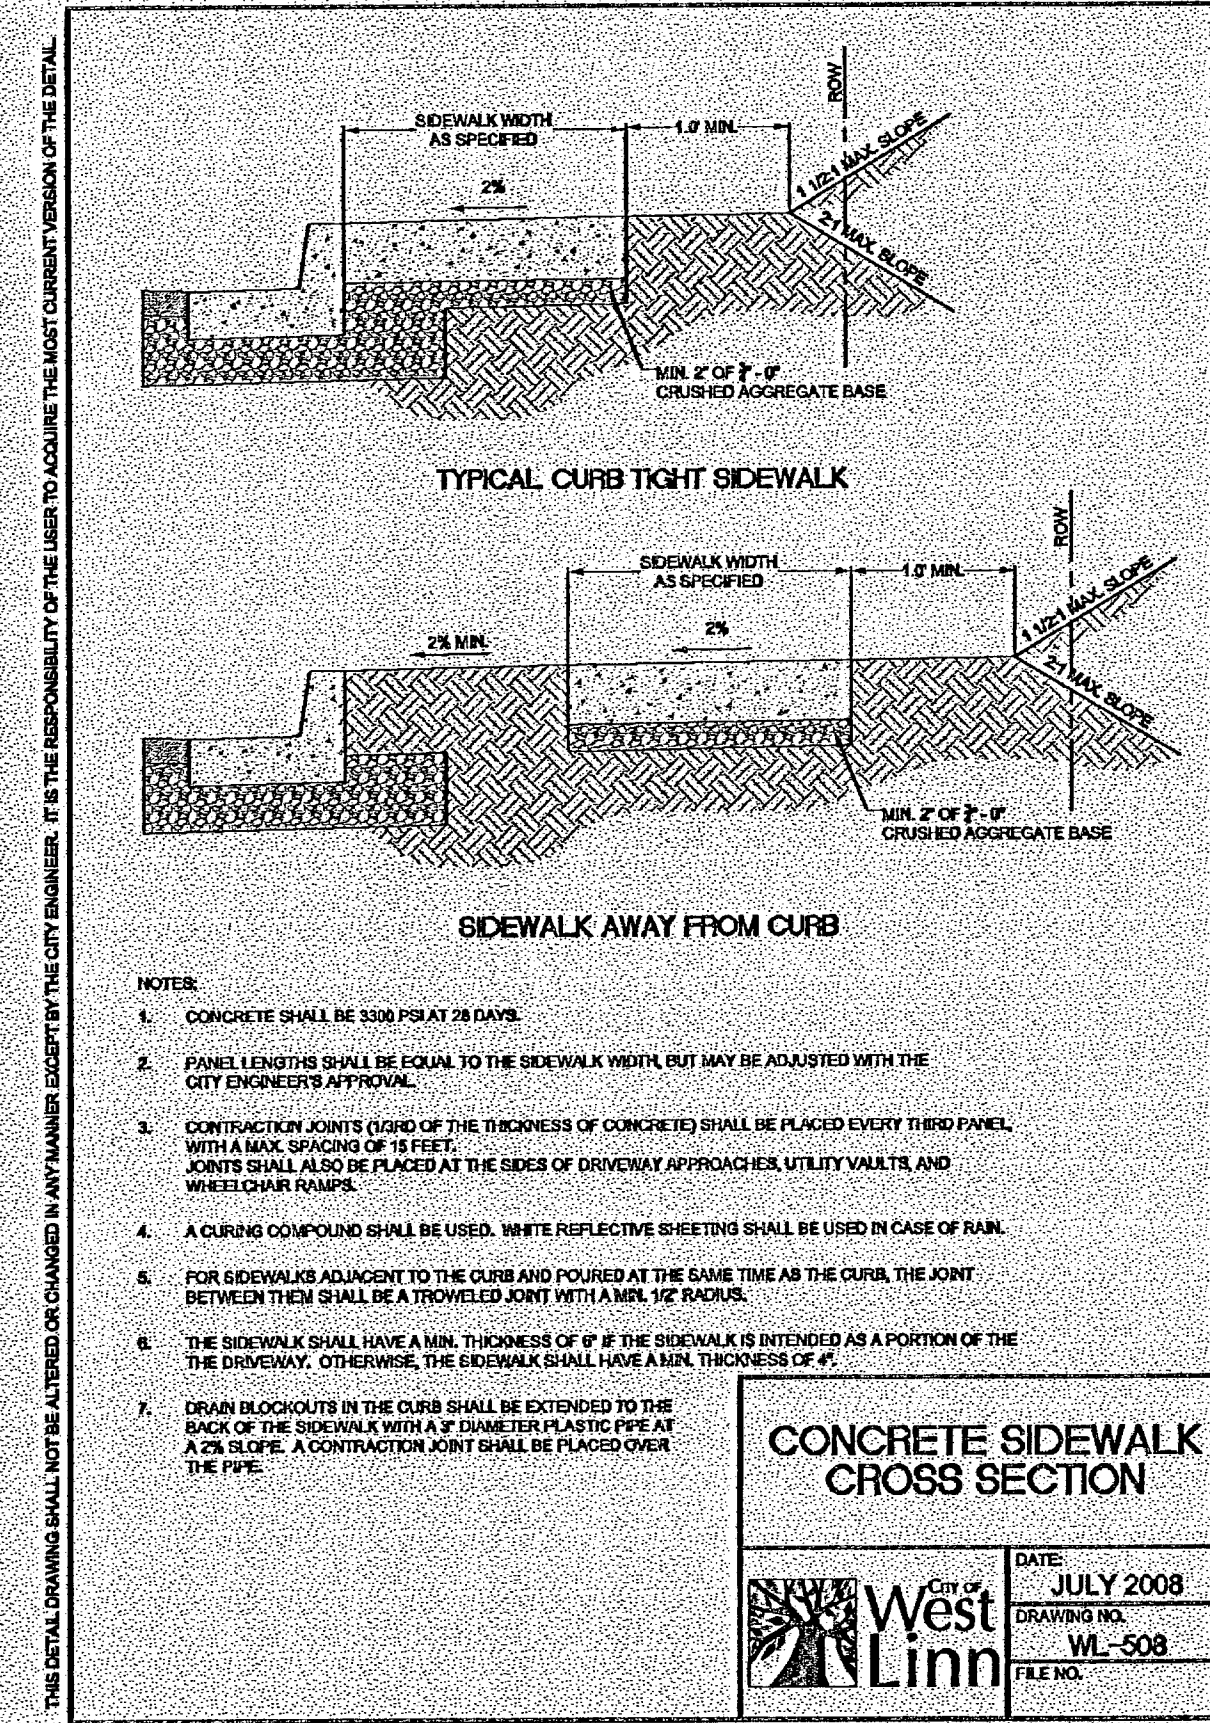 THIS DETAIL DRAWING SHALL NOT BE ALTERED OR CHANGED IN ANY MANNER EXCEPT BY THE CITY ENGINEER. IT IS THE RESPONSIBILITY OF THE USER TO ACQUIRE THE MOST CURRENT VERSION OF THE DETAIL.
ROW
SIDEWALK WIDTH
AS SPECIFIED
1.0' MIN.
1 1/2:1 MAX. SLOPE
2%
2:1 MAX. SLOPE
MIN. 2" OF - 0"
CRUSHED AGGREGATE BASE
TYPICAL CURB TIGHT SIDEWALK
ROW
SIDEWALK WIDTH
AS SPECIFIED
1.0' MIN.
1 1/2:1 MAX. SLOPE
2% MIN.
2%
2:1 MAX. SLOPE
MIN. 2" OF - 0"
CRUSHED AGGREGATE BASE
SIDEWALK AWAY FROM CURB
NOTES:
1. CONCRETE SHALL BE 3300 PSI AT 28 DAYS.
2. PANEL LENGTHS SHALL BE EQUAL TO THE SIDEWALK WIDTH, BUT MAY BE ADJUSTED WITH THE
CITY ENGINEER'S APPROVAL.
3. CONTRACTION JOINTS (1/3RD OF THE THICKNESS OF CONCRETE) SHALL BE PLACED EVERY THIRD PANEL,
WITH A MAX. SPACING OF 15 FEET.
JOINTS SHALL ALSO BE PLACED AT THE SIDES OF DRIVEWAY APPROACHES, UTILITY VAULTS, AND
WHEELCHAIR RAMPS.
4. A CURING COMPOUND SHALL BE USED. WHITE REFLECTIVE SHEETING SHALL BE USED IN CASE OF RAIN.
5. FOR SIDEWALKS ADJACENT TO THE CURB AND POURED AT THE SAME TIME AS THE CURB, THE JOINT
BETWEEN THEM SHALL BE A TROWELED JOINT WITH A MIN. 1/2" RADIUS.
6. THE SIDEWALK SHALL HAVE A MIN. THICKNESS OF 6" IF THE SIDEWALK IS INTENDED AS A PORTION OF THE
THE DRIVEWAY. OTHERWISE, THE SIDEWALK SHALL HAVE A MIN. THICKNESS OF 4".
7. DRAIN BLOCKOUTS IN THE CURB SHALL BE EXTENDED TO THE
BACK OF THE SIDEWALK WITH A 3" DIAMETER PLASTIC PIPE AT
A 2% SLOPE. A CONTRACTION JOINT SHALL BE PLACED OVER
THE PIPE.
CONCRETE SIDEWALK
CROSS SECTION
CITY OF
West
Linn
DATE:
JULY 2008
DRAWING NO.
WL-508
FILE NO.